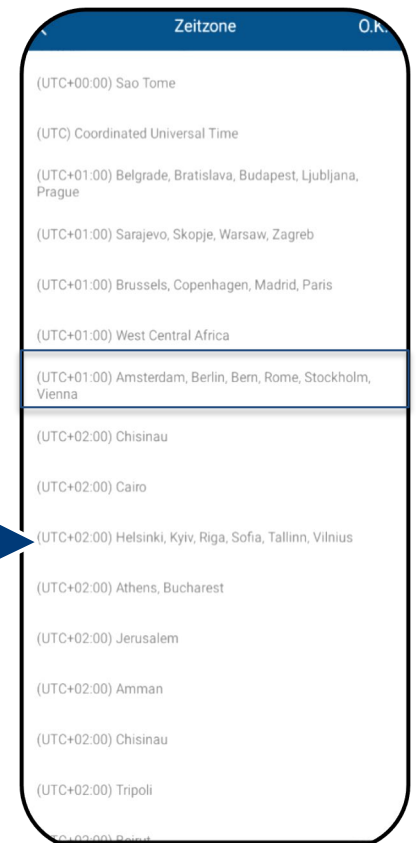 Zeitzone
O.K.
(UTC+00:00) Sao Tome
(UTC) Coordinated Universal Time
(UTC+01:00) Belgrade, Bratislava, Budapest, Ljubljana,
Prague
(UTC+01:00) Sarajevo, Skopje, Warsaw, Zagreb
(UTC+01:00) Brussels, Copenhagen, Madrid, Paris
(UTC+01:00) West Central Africa
(UTC+01:00) Amsterdam, Berlin, Bern, Rome, Stockholm,
Vienna
(UTC+02:00) Chisinau
(UTC+02:00) Cairo
(UTC+02:00) Helsinki, Kyiv, Riga, Sofia, Tallinn, Vilnius
(UTC+02:00) Athens, Bucharest
(UTC+02:00) Jerusalem
(UTC+02:00) Amman
(UTC+02:00) Chisinau
(UTC+02:00) Tripoli
(UTC+02:00) Beirut